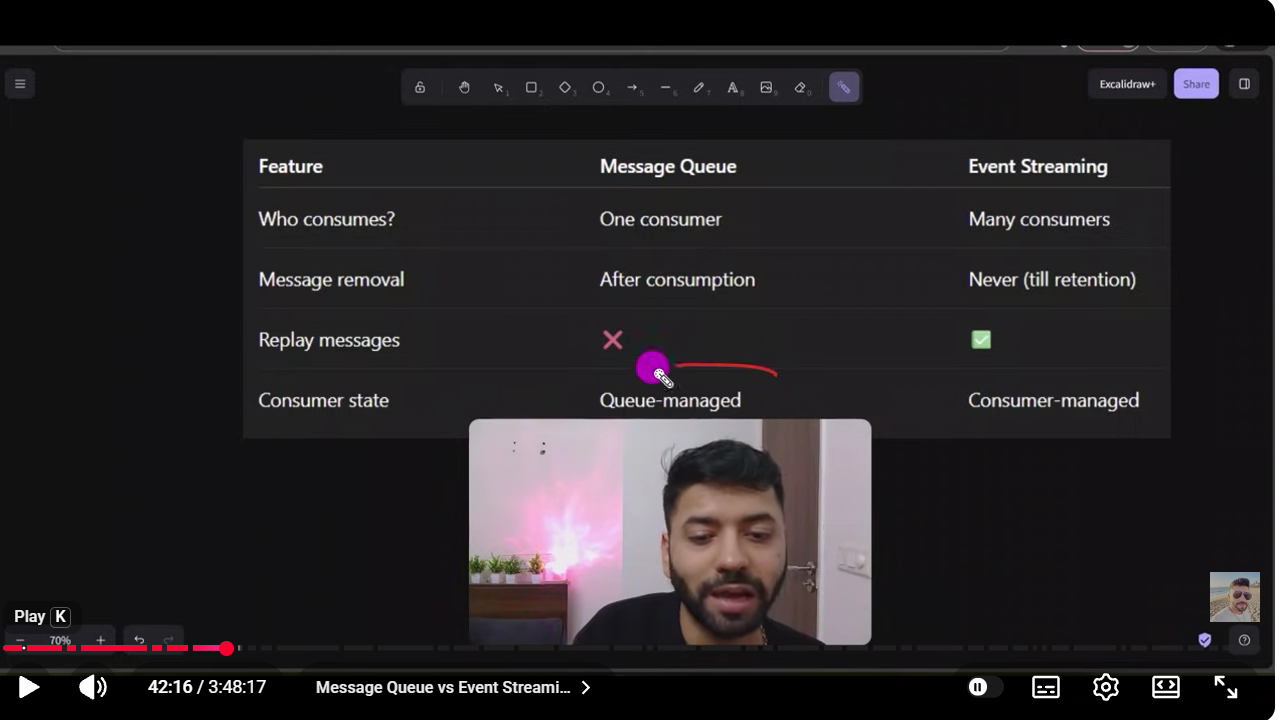 Excalidraw+
Share
Feature Message Queue Event Streaming
Who consumes? One consumer Many consumers
Message removal After consumption Never (till retention)
Replay messages ❌ ✅
Consumer state Queue-managed Consumer-managed
Play K
70%
42:16 / 3:48:17 Message Queue vs Event Streami...